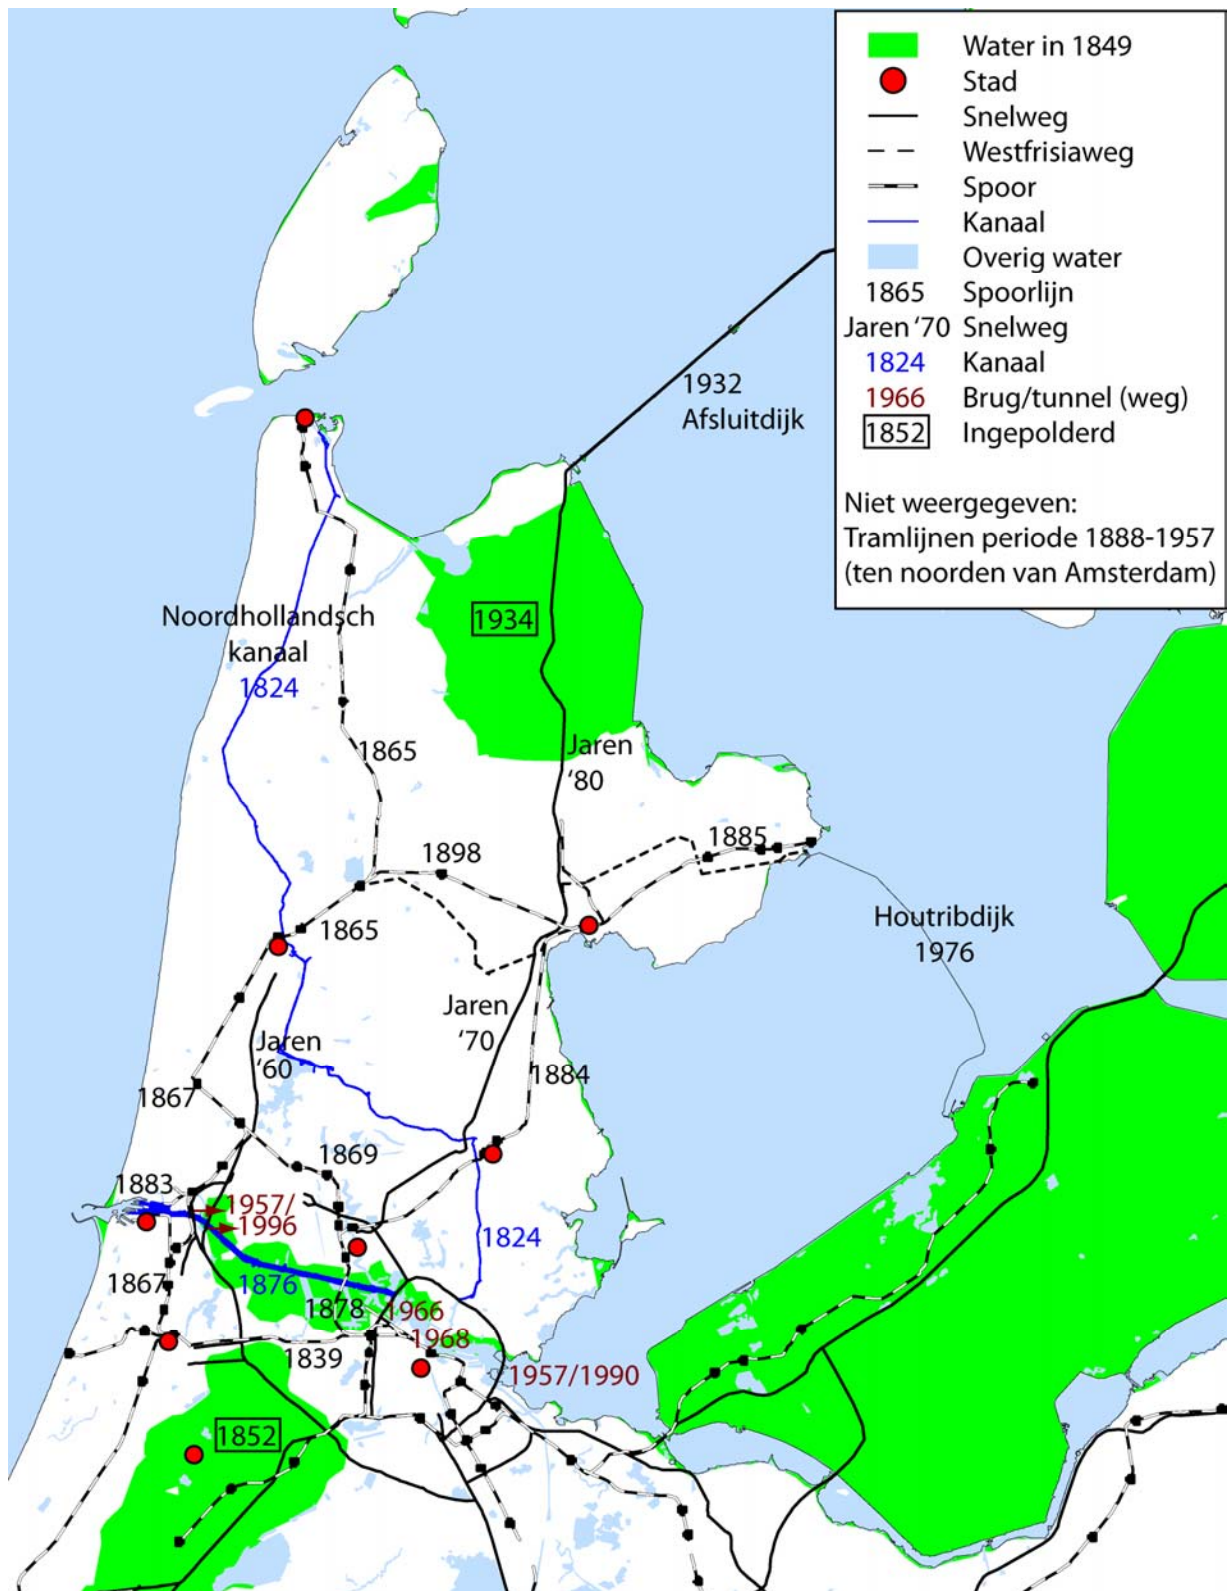 Water in 1849
Stad
Snelweg
Westfrisiaweg
Spoor
Kanaal
Overig water
1865 Spoorlijn
Jaren ‘70 Snelweg
1824 Kanaal
1966 Brug/tunnel (weg)
1852 Ingepolderd
Niet weergegeven:
Tramlijnen periode 1888-1957
(ten noorden van Amsterdam)
1932
Afsluitdijk
1934
Noordhollandsch
kanaal
1824
1865
Jaren
‘80
1885
1898
1865
Houtribdijk
1976
Jaren
‘70
Jaren
‘60
1884
1867
1869
1883
1957/
1996
1824
1867
1876
1878
1966
1968
1839
1957/1990
1852